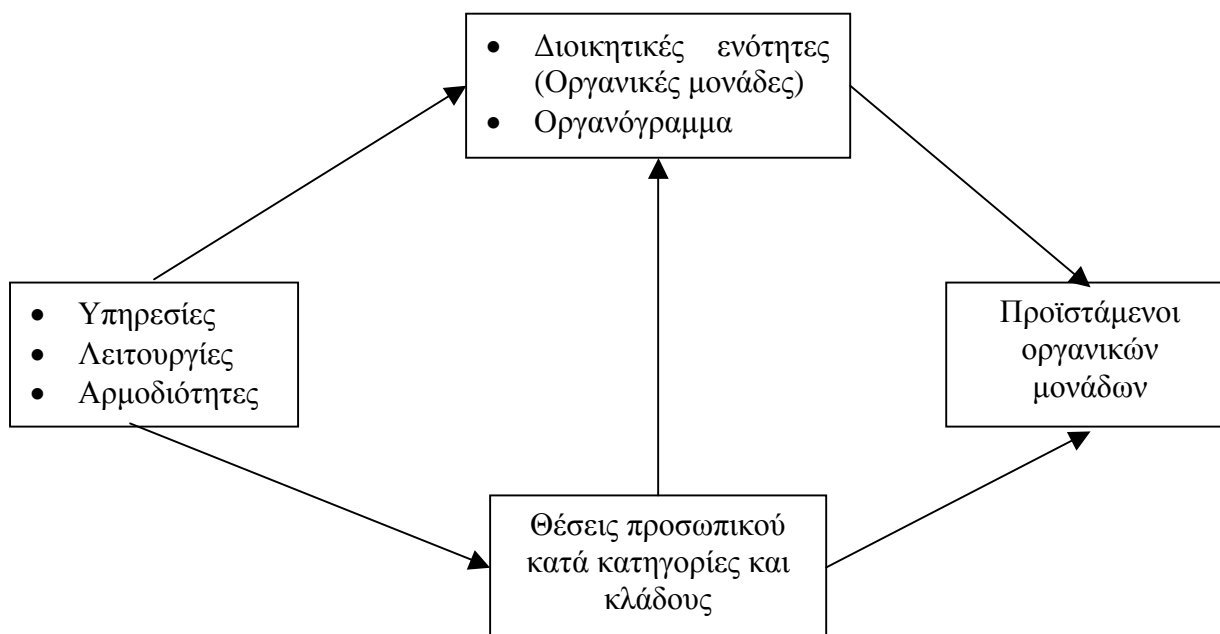 • Διοικητικές ενότητες
(Οργανικές μονάδες)
• Οργανόγραμμα
• Υπηρεσίες
• Λειτουργίες
• Αρμοδιότητες
Προϊστάμενοι
οργανικών
μονάδων
Θέσεις προσωπικού
κατά κατηγορίες και
κλάδους